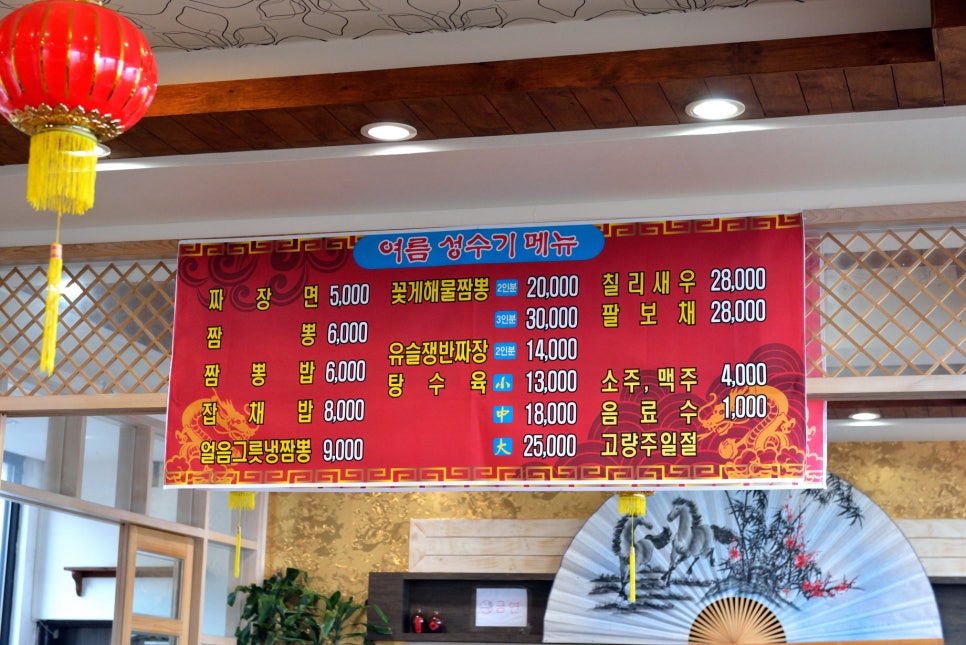 여름 성수기 메뉴
짜장면 5,000
짬뽕 6,000
짬뽕밥 6,000
잡채밥 8,000
얼음그릇냉짬뽕 9,000
꽃게해물짬뽕 2인분 20,000
3인분 30,000
유슬쟁반짜장 2인분 14,000
탕수육 小 13,000
中 18,000
大 25,000
칠리새우 28,000
팔보채 28,000
소주, 맥주 4,000
음료수 1,000
고량주일절
금연